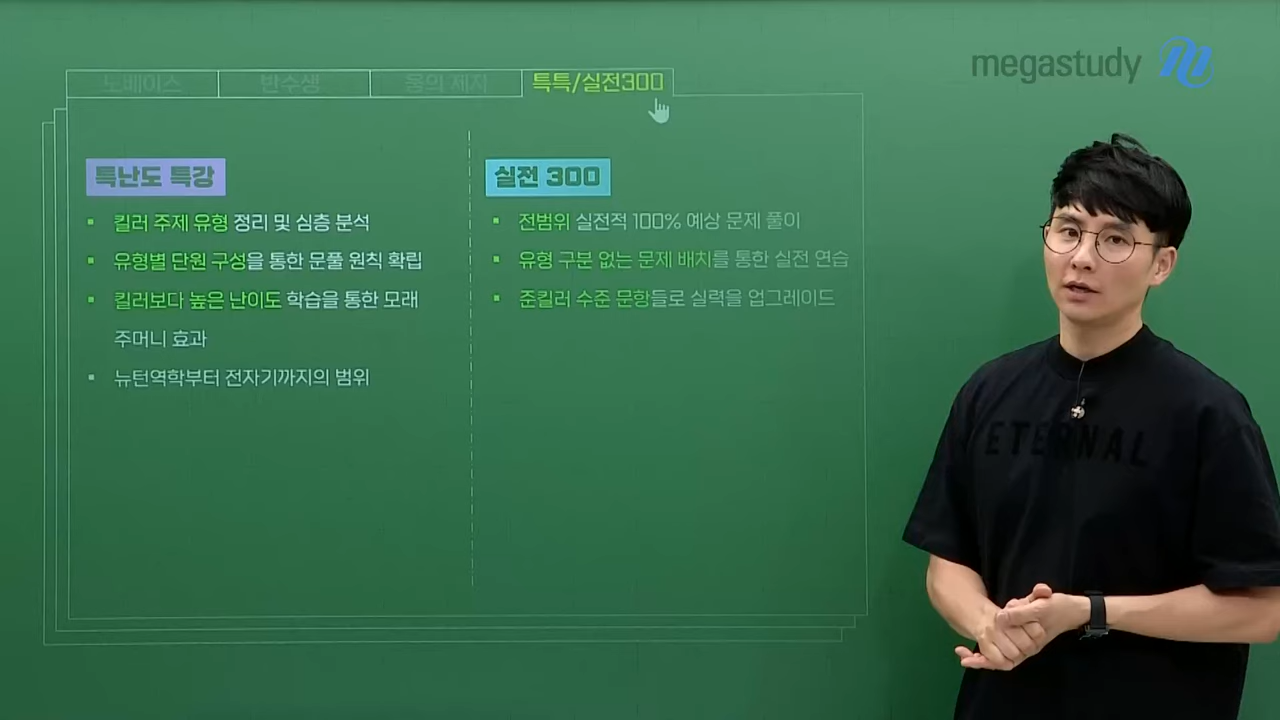 megastudy
노베이스
반수생
특특/실전300
특난도 특강
킬러 주제 유형 정리 및 심층 분석
유형별 단원 구성을 통한 문풀 원칙 확립
킬러보다 높은 난이도 학습을 통한 모래
주머니 효과
뉴턴역학부터 전자기까지의 범위
실전 300
전범위 실전적 100% 예상 문제 풀이
유형 구분 없는 문제 배치를 통한 실전 연습
준킬러 수준 문항들로 실력을 업그레이드
ETERNAL